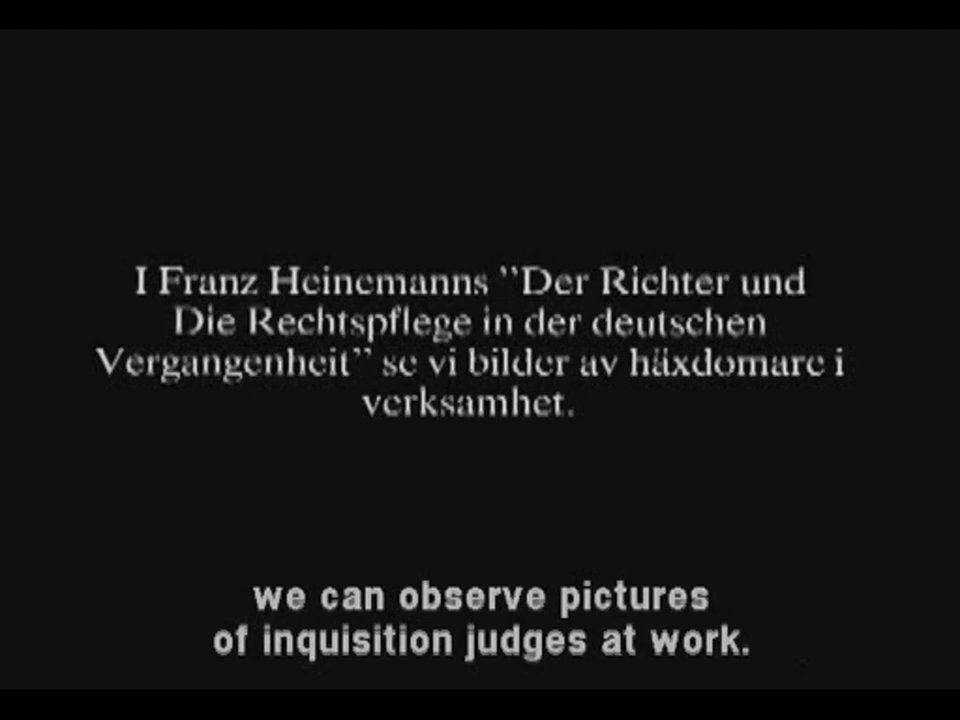 I Franz Heinemanns ”Der Richter und
Die Rechtspflege in der deutschen
Vergangenheit” se vi bilder av häxdomare i
verksamhet.
we can observe pictures
of inquisition judges at work.